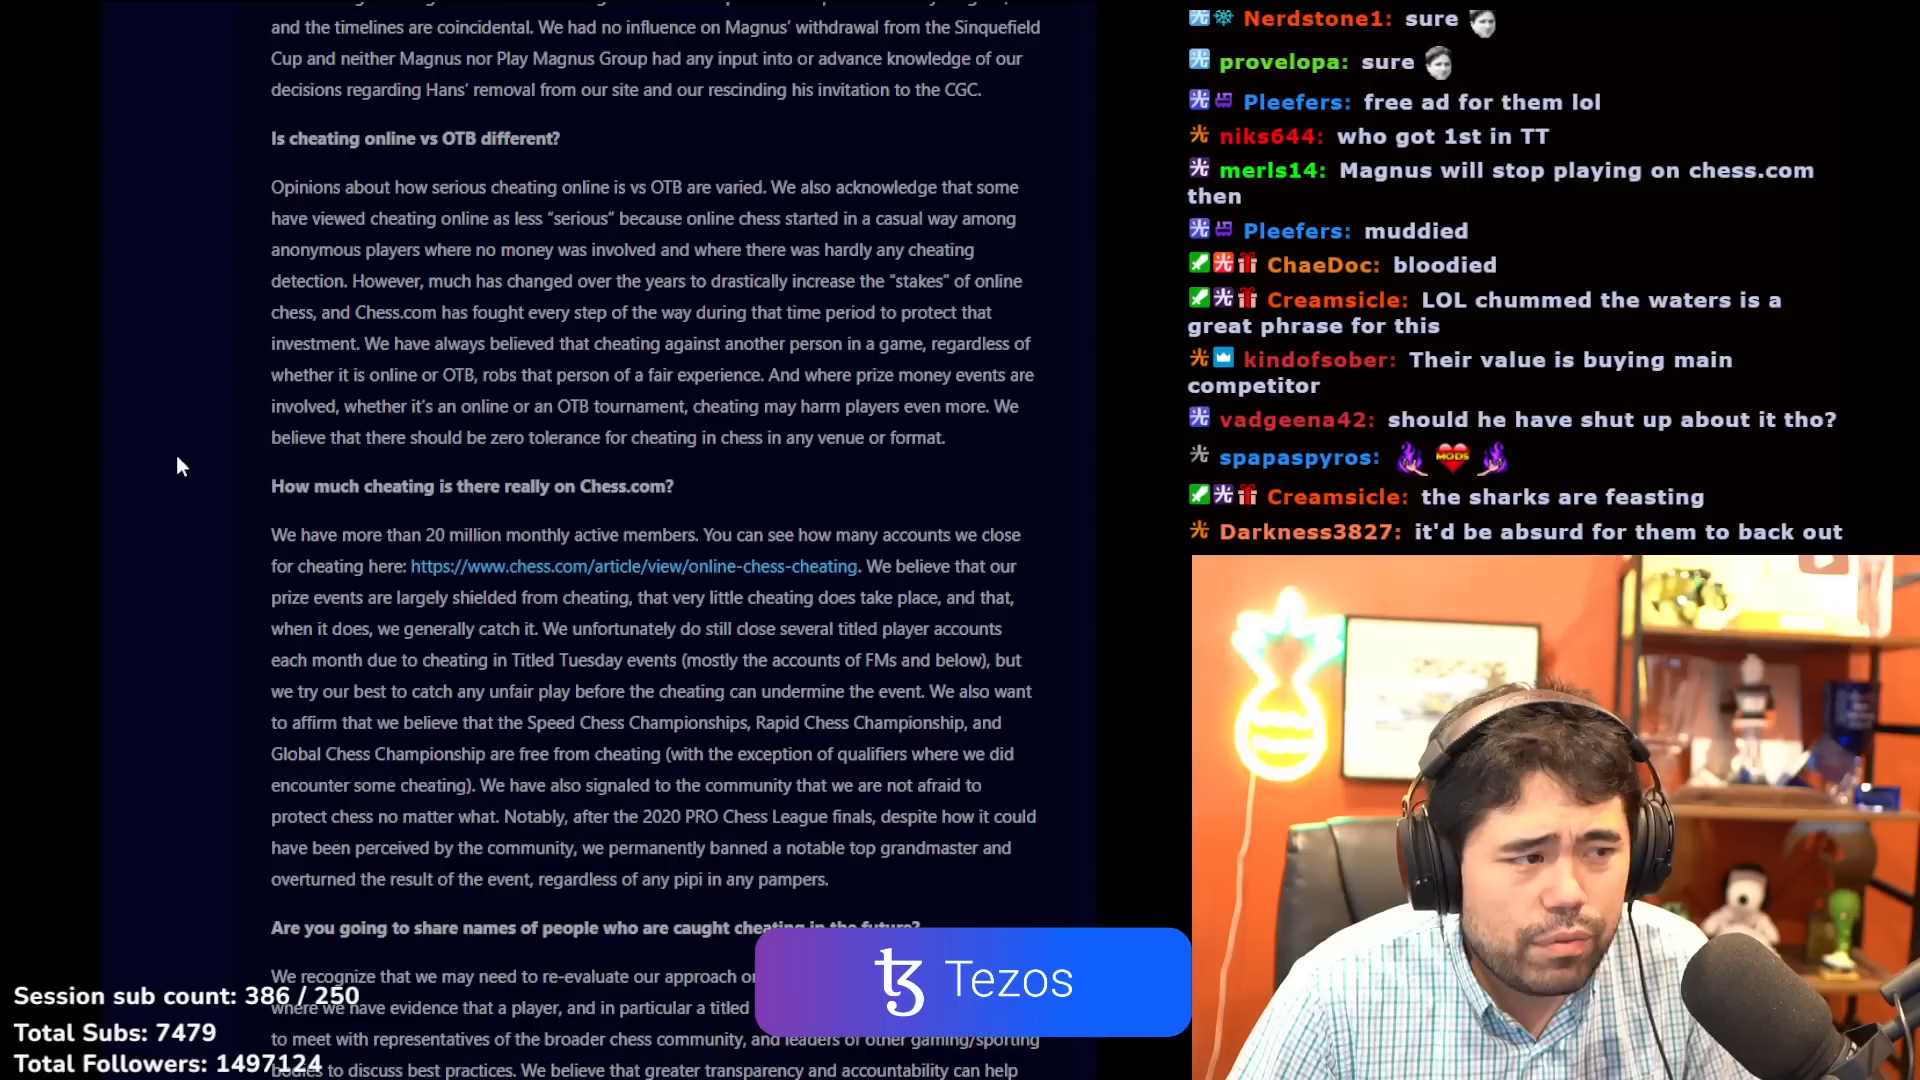 and the timelines are coincidental. We had no influence on Magnus’ withdrawal from the Sinquefield
Cup and neither Magnus nor Play Magnus Group had any input into or advance knowledge of our
decisions regarding Hans’ removal from our site and our rescinding his invitation to the CGC.
Is cheating online vs OTB different?
Opinions about how serious cheating online is vs OTB are varied. We also acknowledge that some
have viewed cheating online as less “serious” because online chess started in a casual way among
anonymous players where no money was involved and where there was hardly any cheating
detection. However, much has changed over the years to drastically increase the “stakes” of online
chess, and Chess.com has fought every step of the way during that time period to protect that
investment. We have always believed that cheating against another person in a game, regardless of
whether it is online or OTB, robs that person of a fair experience. And where prize money events are
involved, whether it’s an online or an OTB tournament, cheating may harm players even more. We
believe that there should be zero tolerance for cheating in chess in any venue or format.
How much cheating is there really on Chess.com?
We have more than 20 million monthly active members. You can see how many accounts we close
for cheating here: https://www.chess.com/article/view/online-chess-cheating. We believe that our
prize events are largely shielded from cheating, that very little cheating does take place, and that,
when it does, we generally catch it. We unfortunately do still close several titled player accounts
each month due to cheating in Titled Tuesday events (mostly the accounts of FMs and below), but
we try our best to catch any unfair play before the cheating can undermine the event. We also want
to affirm that we believe that the Speed Chess Championships, Rapid Chess Championship, and
Global Chess Championship are free from cheating (with the exception of qualifiers where we did
encounter some cheating). We have also signaled to the community that we are not afraid to
protect chess no matter what. Notably, after the 2020 PRO Chess League finals, despite how it could
have been perceived by the community, we permanently banned a notable top grandmaster and
overturned the result of the event, regardless of any pipi in any pampers.
Are you going to share names of people who are caught cheating in the future?
We recognize that we may need to re-evaluate our approach
where we have evidence that a player, and in particular a titled
to meet with representatives of the broader chess community, and leaders of other gaming/sporting
bodies to discuss best practices. We believe that greater transparency and accountability can help
Session sub count: 386 / 250
Total Subs: 7479
Total Followers: 1497124
Tezos
Nerdstone1: sure
provelopa: sure
Pleefers: free ad for them lol
niks644: who got 1st in TT
merls14: Magnus will stop playing on chess.com
then
Pleefers: muddied
ChaeDoc: bloodied
Creamsicle: LOL chummed the waters is a
great phrase for this
kindofsober: Their value is buying main
competitor
vadgeena42: should he have shut up about it tho?
spapaspyros: MODS
Creamsicle: the sharks are feasting
Darkness3827: it'd be absurd for them to back out